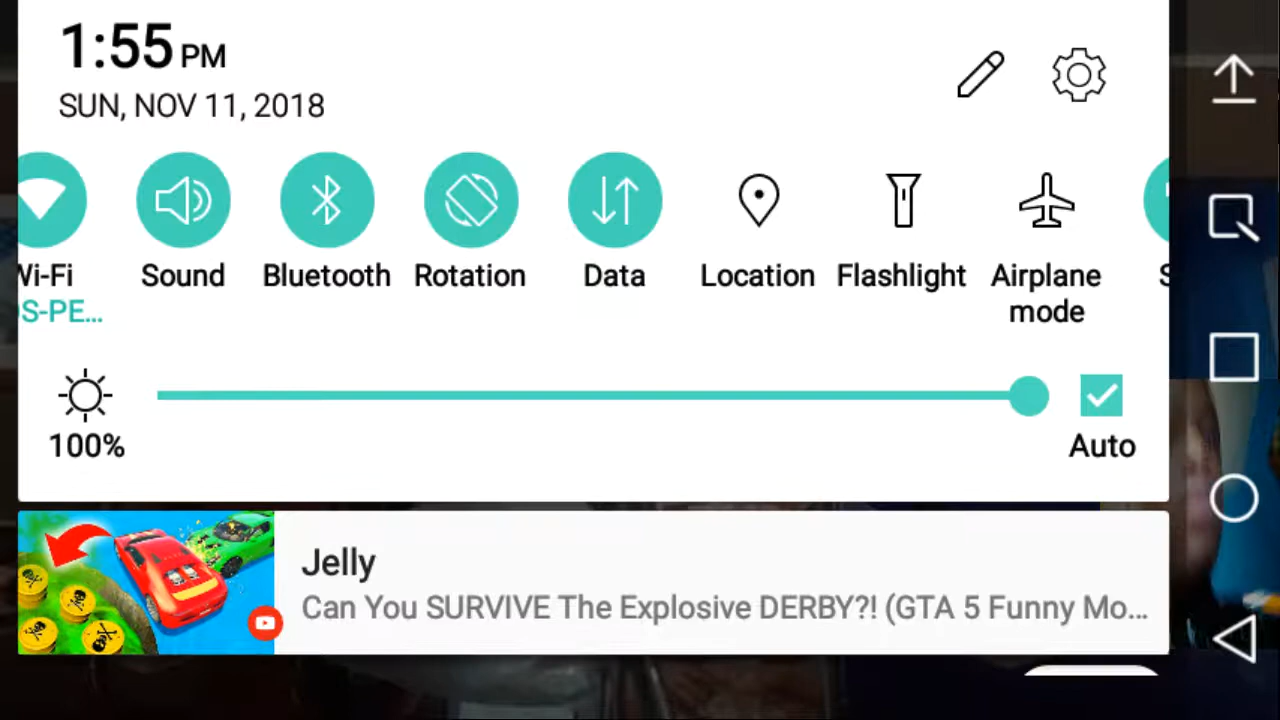 1:55 PM
SUN, NOV 11, 2018
Wi-Fi
Sound
Bluetooth
Rotation
Data
Location
Flashlight
Airplane
mode
S-PE...
100%
Auto
Jelly
Can You SURVIVE The Explosive DERBY?! (GTA 5 Funny Mo...